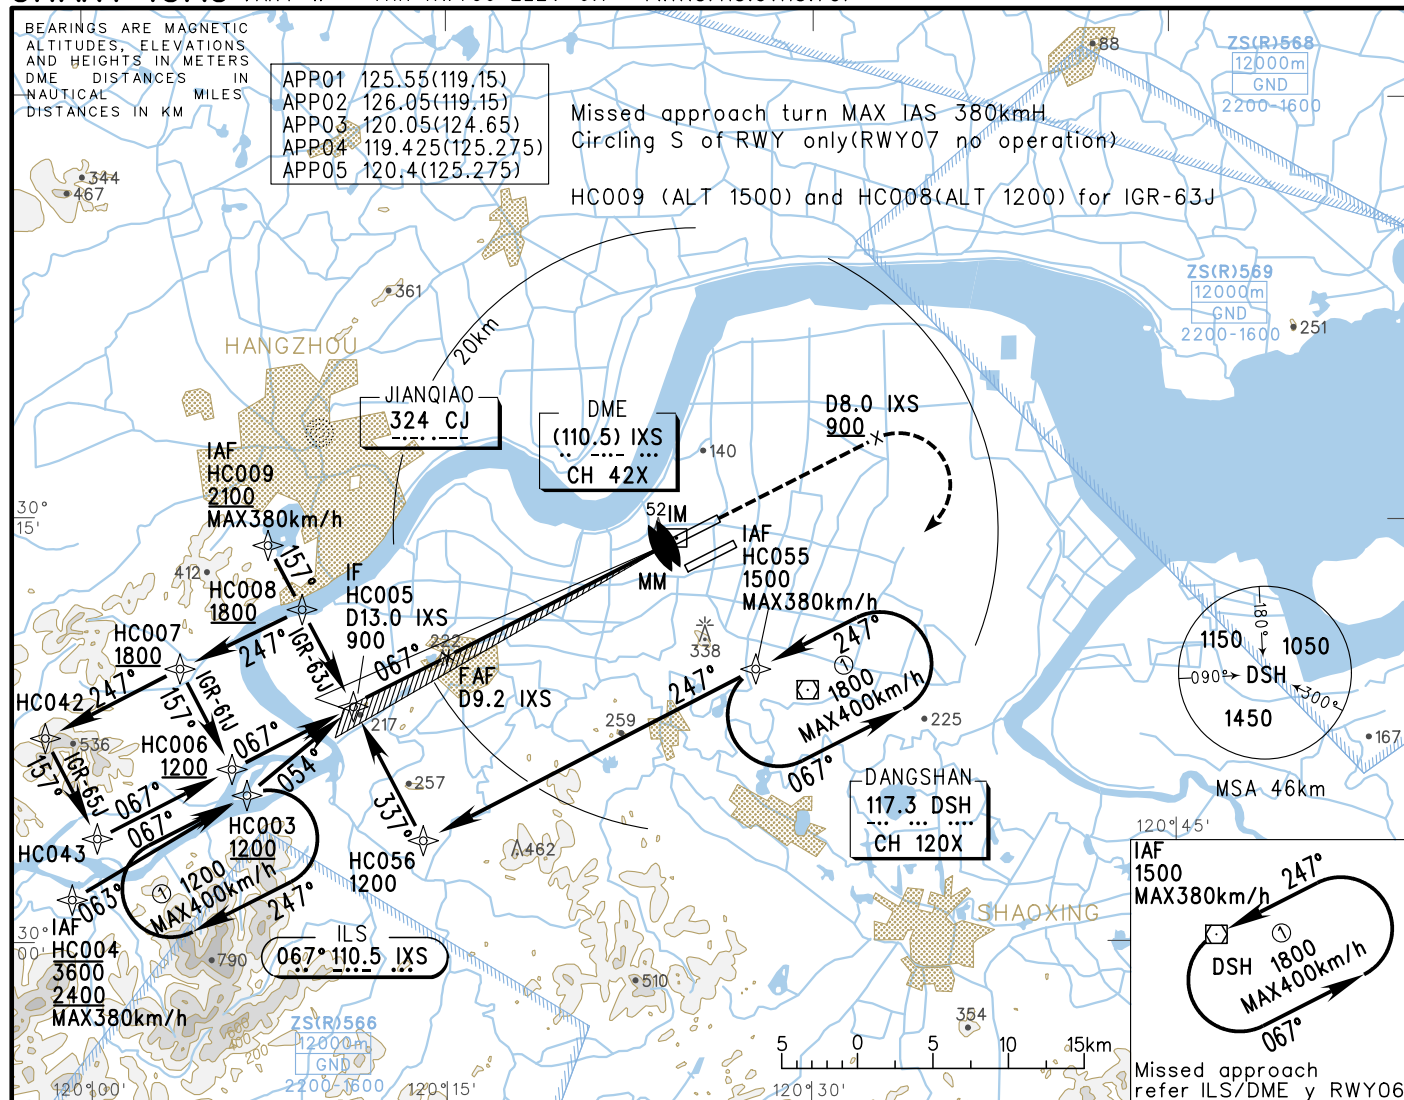 BEARINGS ARE MAGNETIC
ALTITUDES, ELEVATIONS
AND HEIGHTS IN METERS
DME DISTANCES IN
NAUTICAL MILES
DISTANCES IN KM
APP01 125.55(119.15)
APP02 126.05(119.15)
APP03 120.05(124.65)
APP04 119.425(125.275)
APP05 120.4(125.275)
Missed approach turn MAX IAS 380kmH
Circling S of RWY only(RWY07 no operation)
HC009 (ALT 1500) and HC008(ALT 1200) for IGR-63J
88
ZS(R)568
12000m
GND
2200-1600
344
467
361
ZS(R)569
12000m
GND
2200-1600
251
HANGZHOU
20km
JIANQIAO
324 CJ
DME
(110.5) IXS
CH 42X
D8.0 IXS
900
140
IAF
HC009
2100
MAX380km/h
30°
15'
157°
412
52
IM
MM
IAF
HC055
1500
MAX380km/h
HC008
1800
IF
HC005
D13.0 IXS
900
HC007
1800
247°
IGR-63J
067°
222
FAF
D9.2 IXS
338
247°
247°
①
1800
MAX400km/h
067°
225
1150
180°
1050
090°
DSH
300°
1450
167
MSA 46km
HC042
247°
157°
IGR-61J
536
HC006
1200
067°
217
259
157°
IGR-65J
067°
067°
054°
257
337°
DANGSHAN
117.3 DSH
CH 120X
HC043
HC003
1200
HC056
1200
462
120°45'
063°
① 1200
MAX400km/h
247°
IAF
HC004
3600
2400
MAX380km/h
30°
00'
790
ILS
067° 110.5 IXS
SHAOXING
510
354
IAF
1500
MAX380km/h
247°
①
DSH 1800
MAX400km/h
067°
Missed approach
refer ILS/DME y RWY06
600
400
200
ZS(R)566
12000m
GND
2200-1600
5 0 5 10 15km
120°00'
120°15'
120°30'